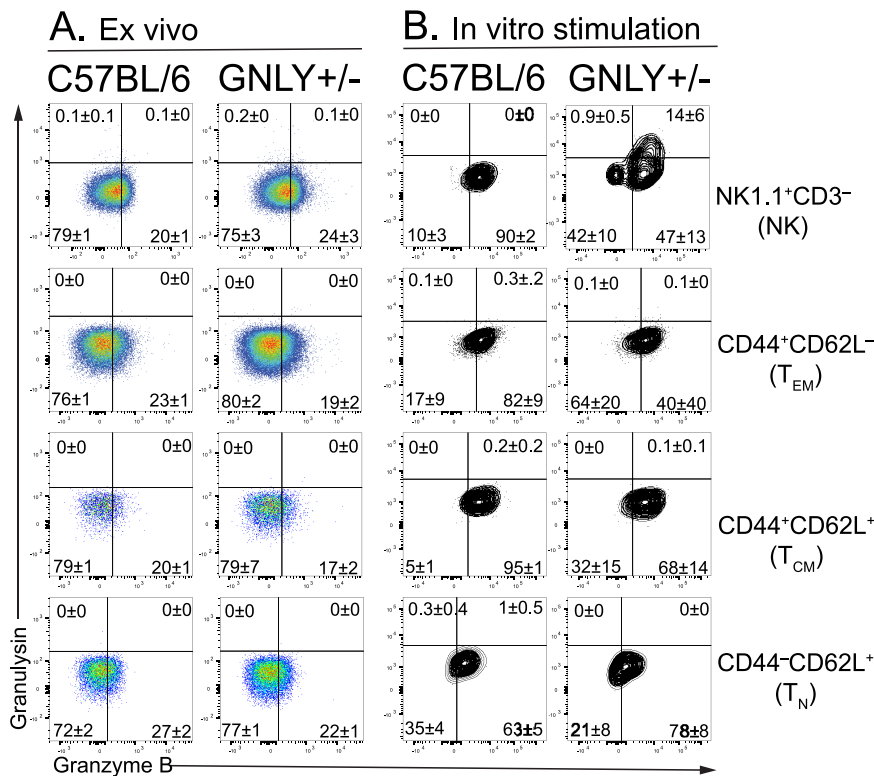 A. Ex vivo
B. In vitro stimulation
C57BL/6 GNLY+/- C57BL/6 GNLY+/-
0.1±0.1 0.1±0 0.2±0 0.1±0 0±0 0±0 0.9±0.5 14±6
79±1 20±1 75±3 24±3 10±3 90±2 42±10 47±13
NK1.1⁺CD3⁻
(NK)
0±0 0±0 0±0 0±0 0.1±0 0.3±.2 0.1±0 0.1±0
76±1 23±1 80±2 19±2 17±9 82±9 64±20 40±40
CD44⁺CD62L⁻
(T_EM)
0±0 0±0 0±0 0±0 0±0 0.2±0.2 0±0 0.1±0.1
79±1 20±1 79±7 17±2 5±1 95±1 32±15 68±14
CD44⁺CD62L⁺
(T_CM)
0±0 0±0 0±0 0±0 0.3±0.4 1±0.5 0±0 0±0
72±2 27±2 77±1 22±1 35±4 63±5 21±8 78±8
CD44⁻CD62L⁺
(T_N)
Granulysin
Granzyme B